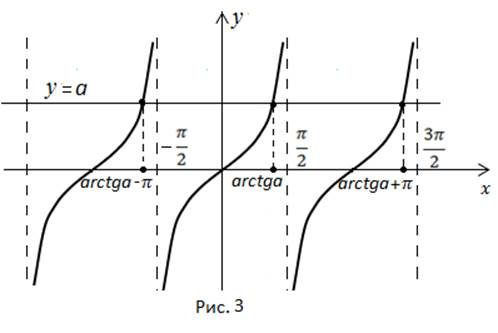 y
y = a
-π/2
π/2
3π/2
arctga-π
arctga
arctga+π
x
Рис. 3